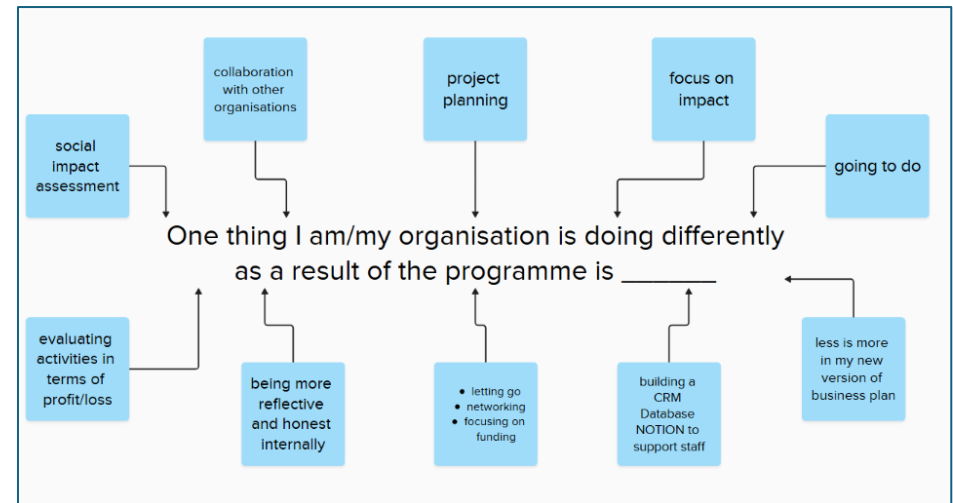 collaboration
with other
organisations
project
planning
focus on
impact
social
impact
assessment
going to do
One thing I am/my organisation is doing differently
as a result of the programme is ________
evaluating
activities in
terms of
profit/loss
being more
reflective
and honest
internally
• letting go
• networking
• focusing on
funding
building a
CRM
Database
NOTION to
support staff
less is more
in my new
version of
business plan